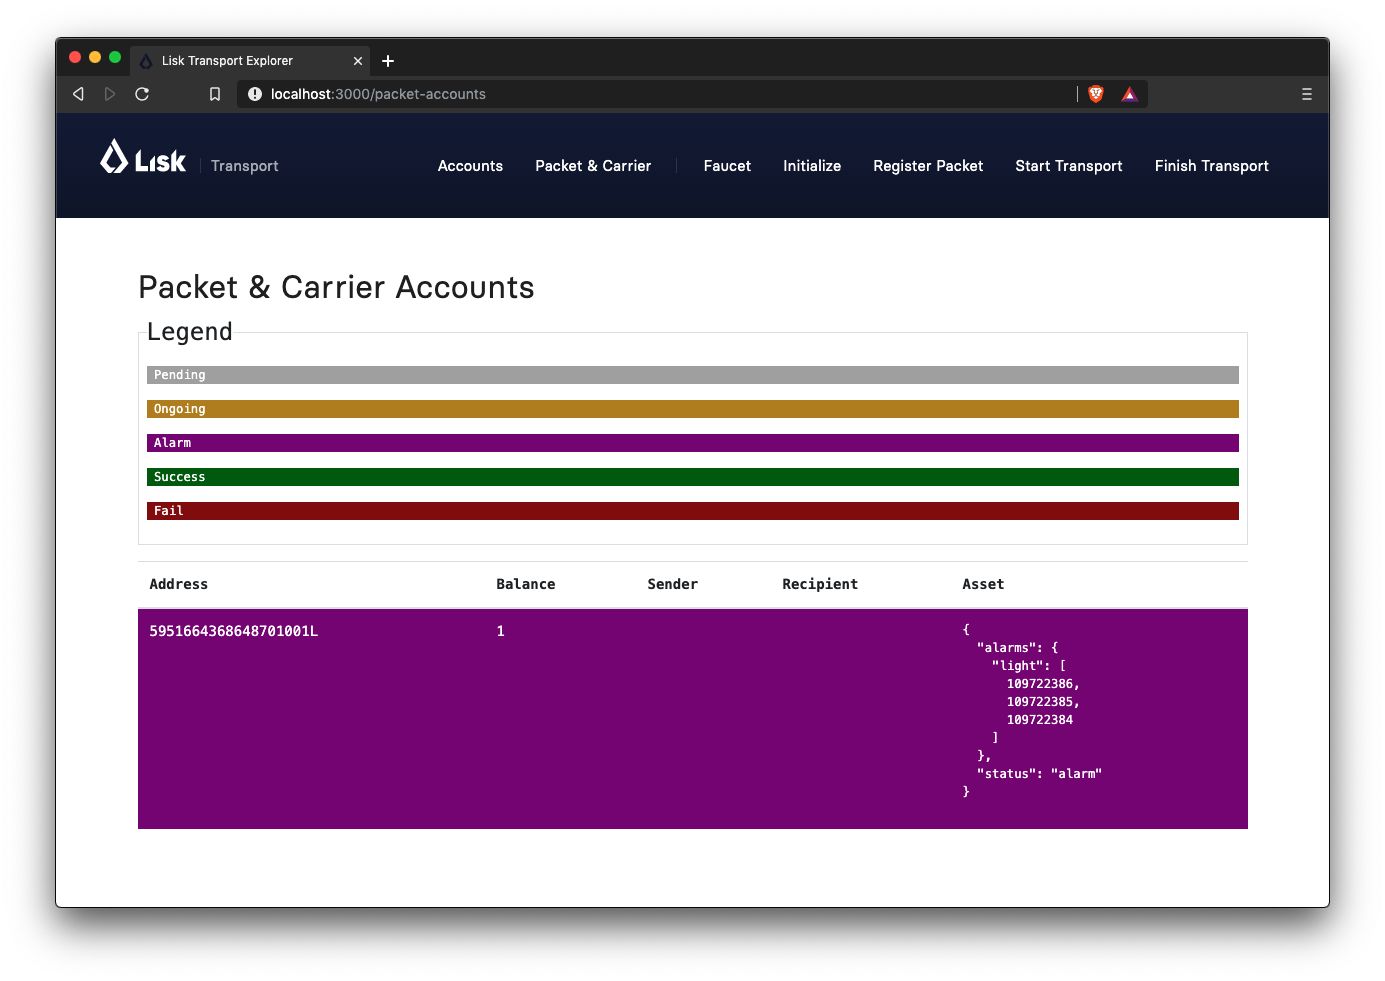 Lisk Transport Explorer
localhost:3000/packet-accounts
Lisk Transport Accounts Packet & Carrier Faucet Initialize Register Packet Start Transport Finish Transport
Packet & Carrier Accounts
Legend
Pending
Ongoing
Alarm
Success
Fail
Address Balance Sender Recipient Asset
5951664368648701001L 1 {
"alarms": {
"light": [
109722386,
109722385,
109722384
]
},
"status": "alarm"
}